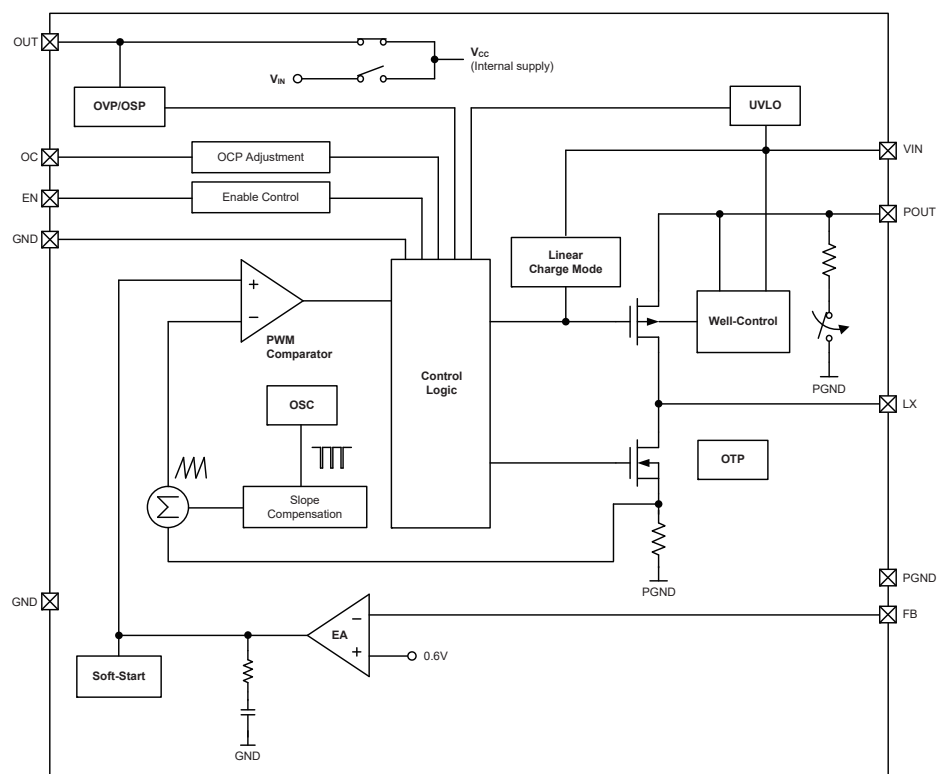 OUT
VCC
(Internal supply)
VIN
OVP/OSP
UVLO
OC
OCP Adjustment
VIN
EN
Enable Control
POUT
GND
Linear
Charge Mode
+
−
PWM
Comparator
Control
Logic
Well-Control
PGND
OSC
LX
OTP
Slope
Compensation
Σ
PGND
PGND
GND
FB
EA
−
+
0.6V
Soft-Start
GND